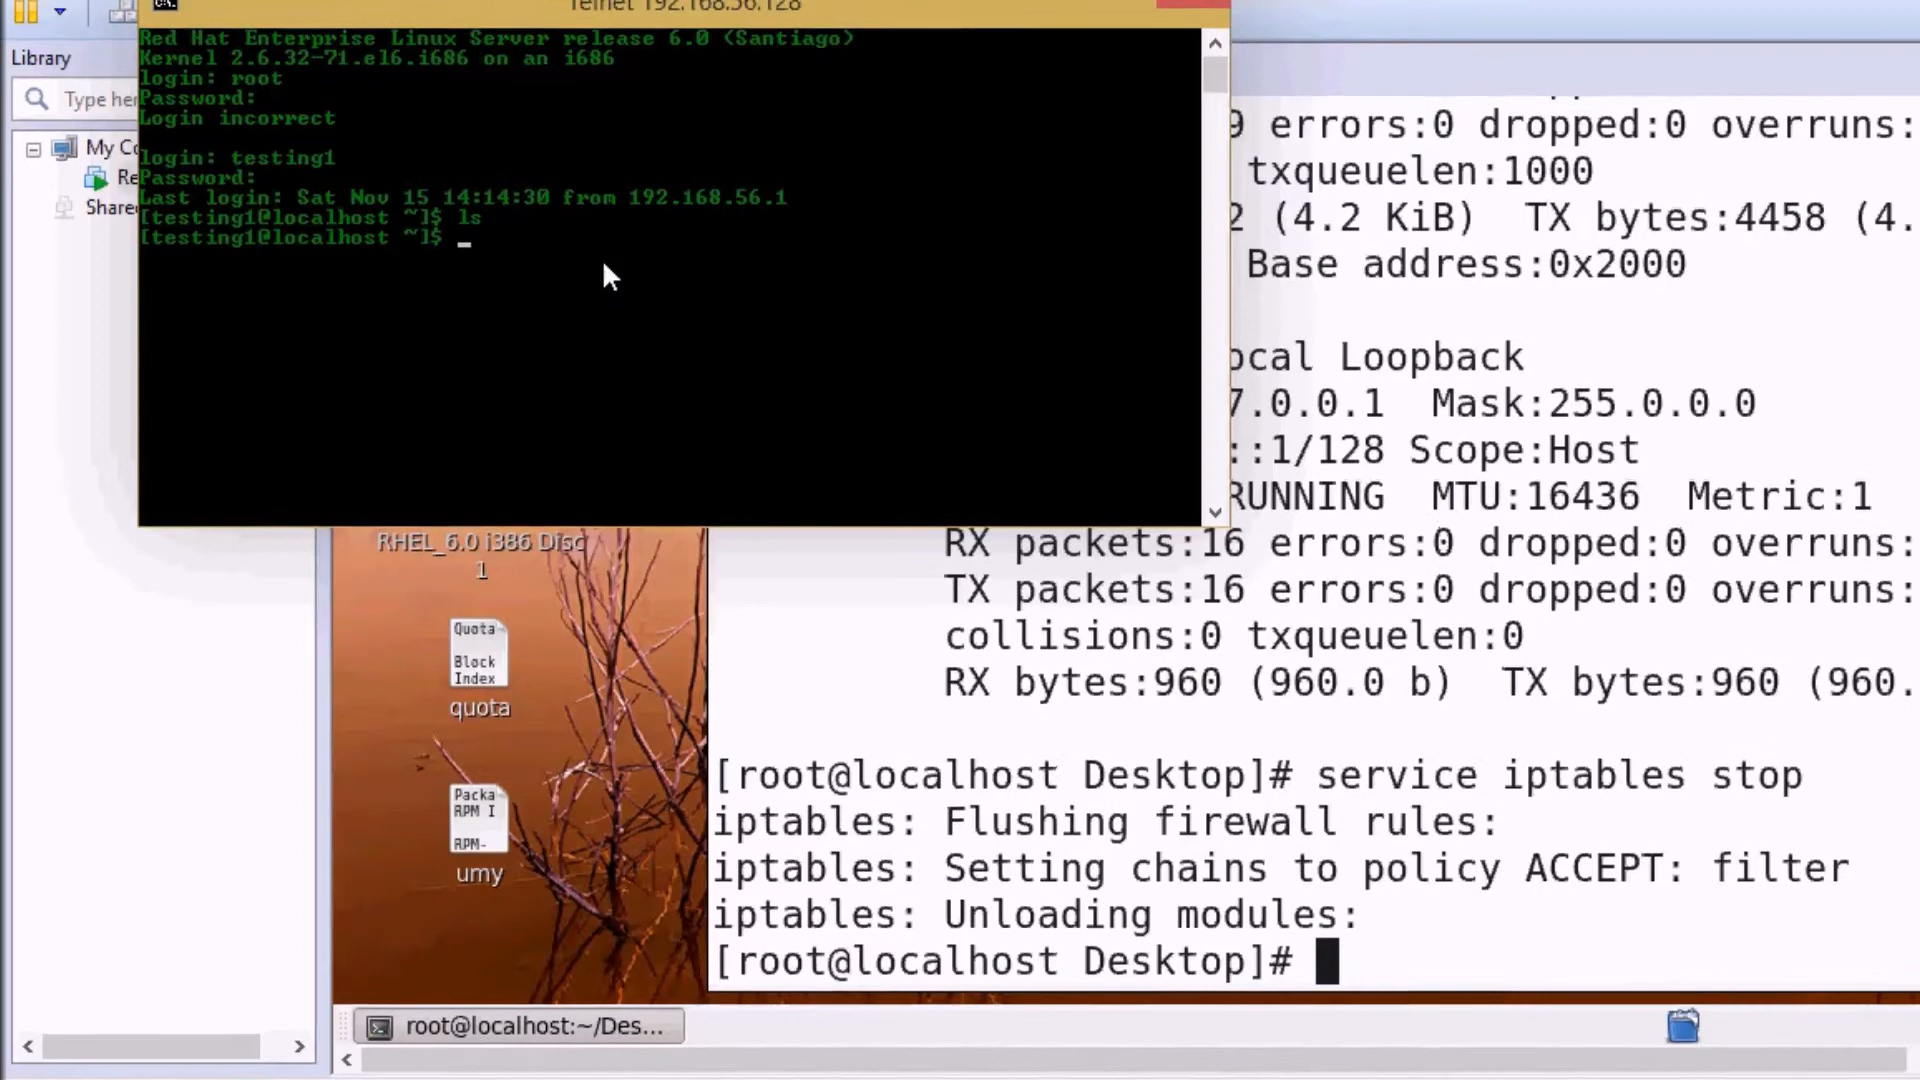 Telnet 192.168.56.128
Red Hat Enterprise Linux Server release 6.0 (Santiago)
Kernel 2.6.32-71.el6.i686 on an i686
login: root
Password:
Login incorrect
login: testing1
Password:
Last login: Sat Nov 15 14:14:30 from 192.168.56.1
[testing1@localhost ~]$ ls
[testing1@localhost ~]$
Library
Type her
My Co
Re
Share
9 errors:0 dropped:0 overruns:
txqueuelen:1000
2 (4.2 KiB) TX bytes:4458 (4.
Base address:0x2000
ocal Loopback
7.0.0.1 Mask:255.0.0.0
::1/128 Scope:Host
RUNNING MTU:16436 Metric:1
RX packets:16 errors:0 dropped:0 overruns:
TX packets:16 errors:0 dropped:0 overruns:
collisions:0 txqueuelen:0
RX bytes:960 (960.0 b) TX bytes:960 (960.
[root@localhost Desktop]# service iptables stop
iptables: Flushing firewall rules:
iptables: Setting chains to policy ACCEPT: filter
iptables: Unloading modules:
[root@localhost Desktop]#
RHEL_6.0 i386 Disc
1
Quota
Block
Index
quota
Packa
RPM I
RPM-
umy
root@localhost:~/Des...